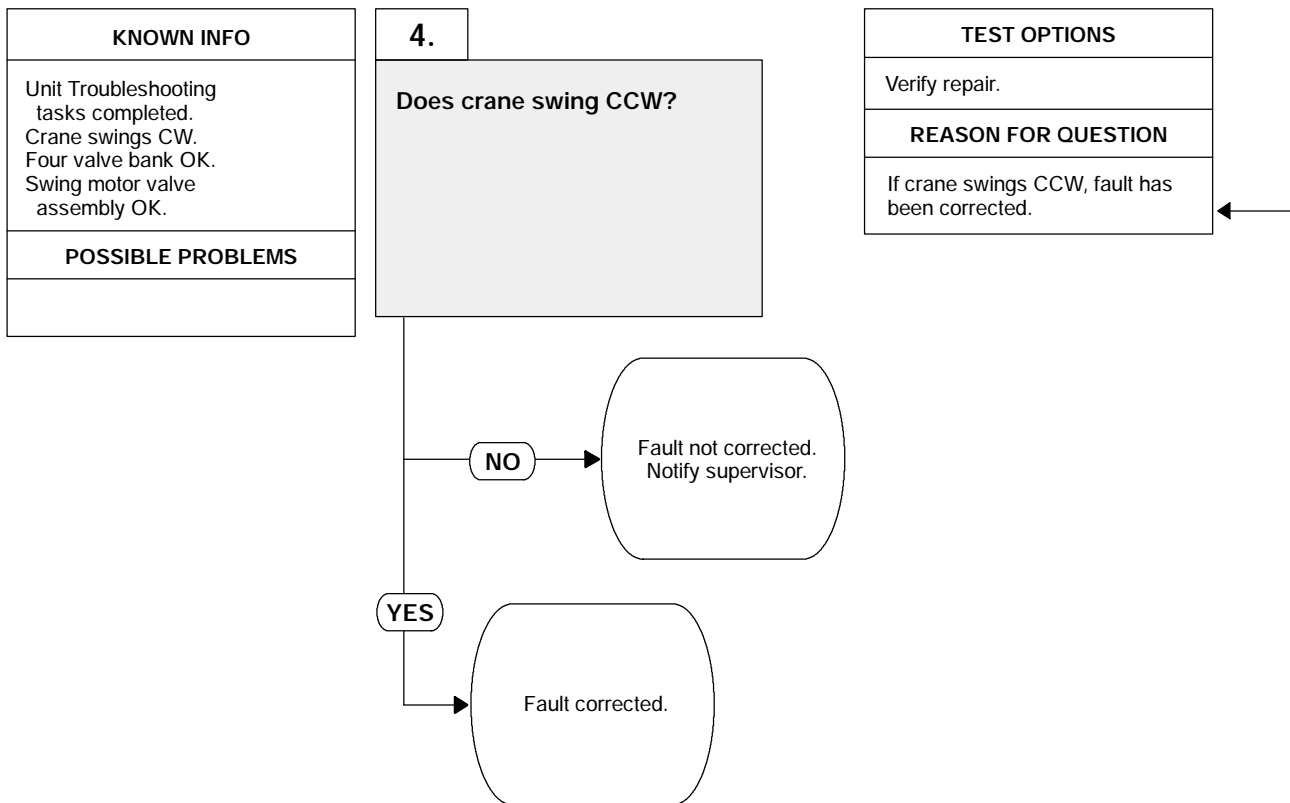 KNOWN INFO
Unit Troubleshooting
tasks completed.
Crane swings CW.
Four valve bank OK.
Swing motor valve
assembly OK.
POSSIBLE PROBLEMS
4.
Does crane swing CCW?
TEST OPTIONS
Verify repair.
REASON FOR QUESTION
If crane swings CCW, fault has
been corrected.
NO
Fault not corrected.
Notify supervisor.
YES
Fault corrected.